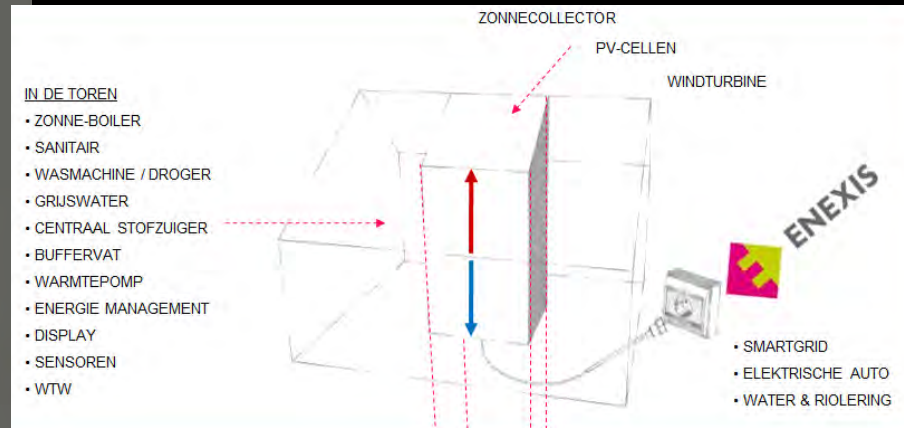 ZONNECOLLECTOR
PV-CELLEN
WINDTURBINE
IN DE TOREN
• ZONNE-BOILER
• SANITAIR
• WASMACHINE / DROGER
• GRIJSWATER
• CENTRAAL STOFZUIGER
• BUFFERVAT
• WARMTEPOMP
• ENERGIE MANAGEMENT
• DISPLAY
• SENSOREN
• WTW
ENEXIS
• SMARTGRID
• ELEKTRISCHE AUTO
• WATER & RIOLERING